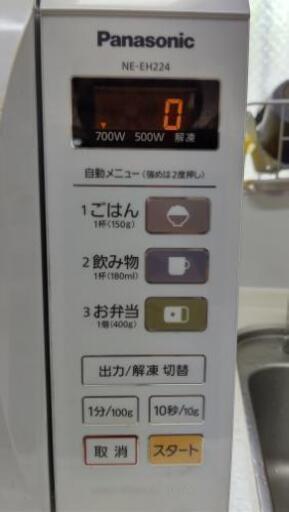 Panasonic
NE-EH224
0
700W 500W 解凍
自動メニュー(強めは2度押し)
1 ごはん
1杯(150g)
2 飲み物
1杯(180ml)
3 お弁当
1個(400g)
出力/解凍 切替
1分/100g 10秒/10g
取消 スタート